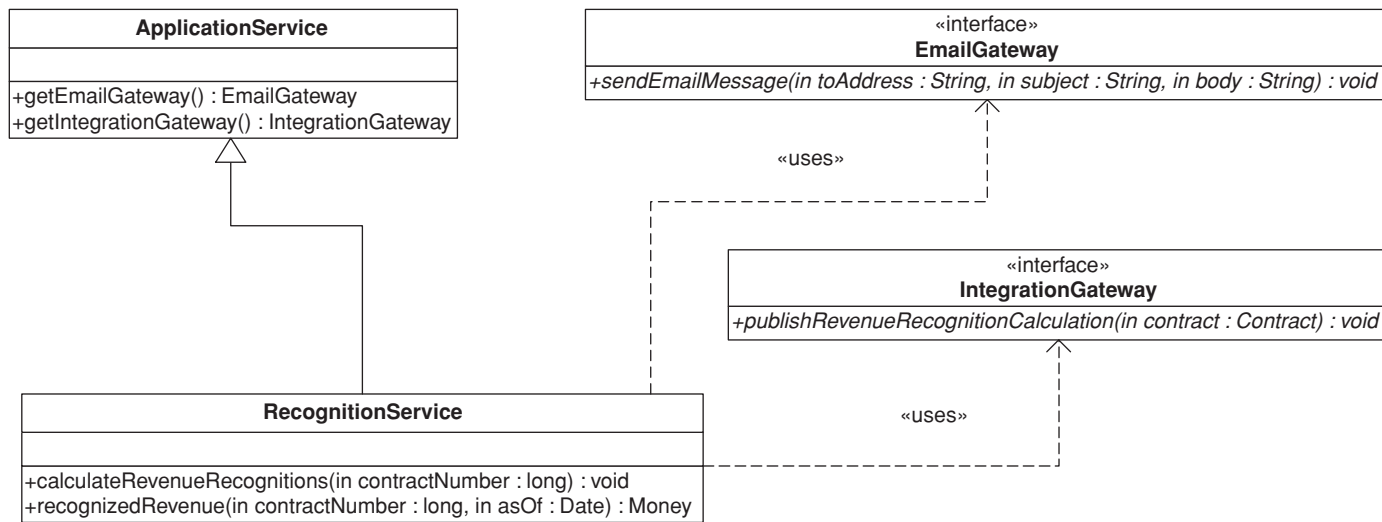 ApplicationService
+getEmailGateway() : EmailGateway
+getIntegrationGateway() : IntegrationGateway
«interface»
EmailGateway
+sendEmailMessage(in toAddress : String, in subject : String, in body : String) : void
«uses»
«interface»
IntegrationGateway
+publishRevenueRecognitionCalculation(in contract : Contract) : void
«uses»
RecognitionService
+calculateRevenueRecognitions(in contractNumber : long) : void
+recognizedRevenue(in contractNumber : long, in asOf : Date) : Money